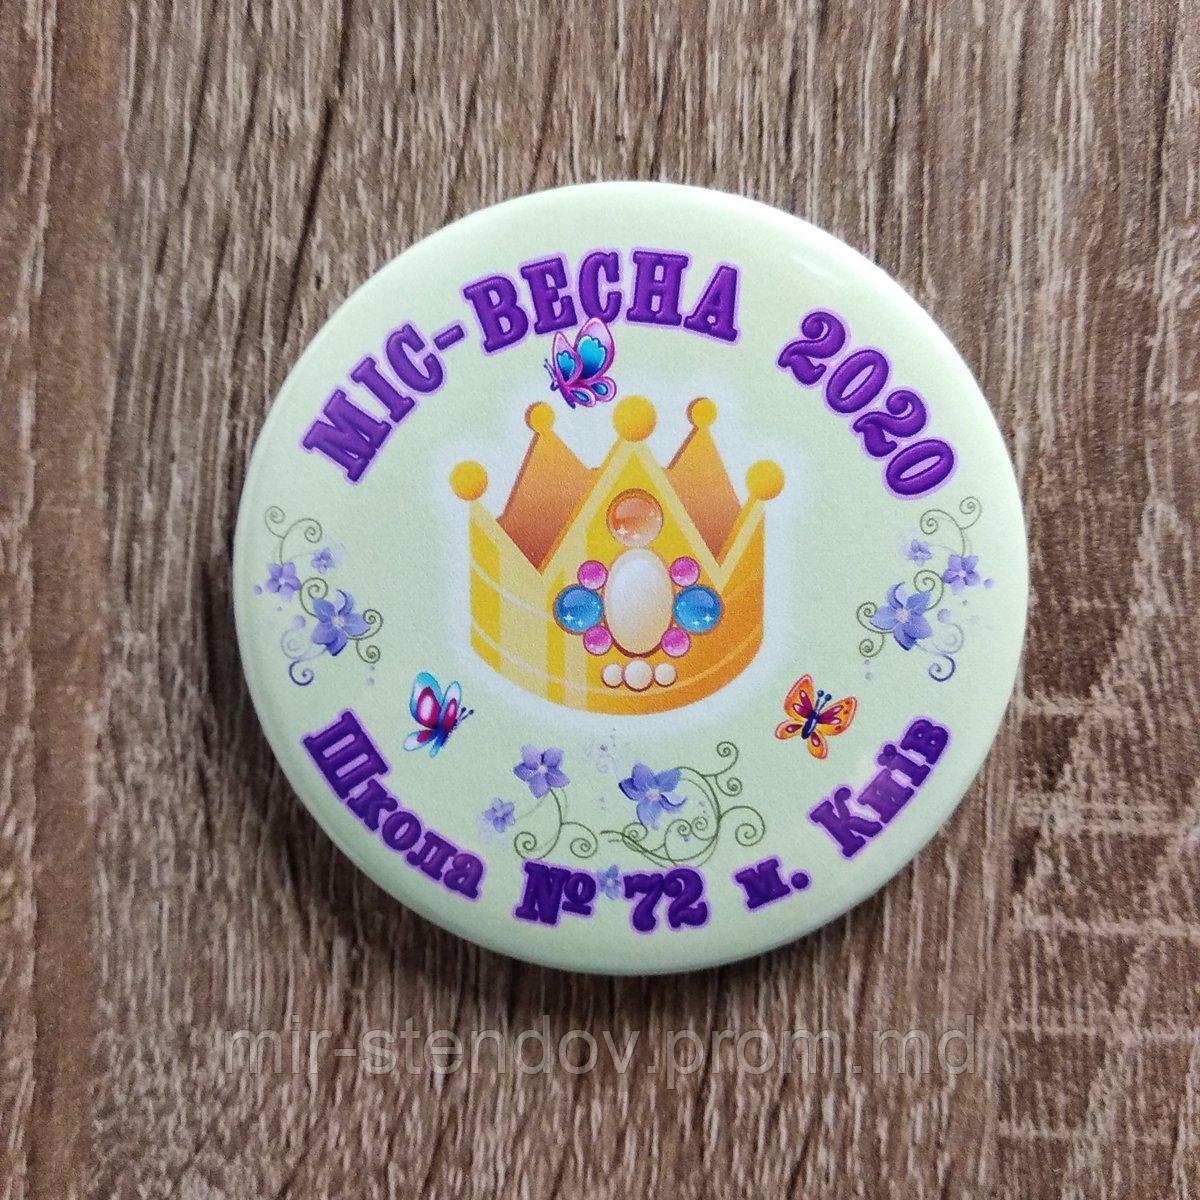 МІС-ВЕСНА 2020
Школа № 72 м. Київ
mir-stendov.prom.md